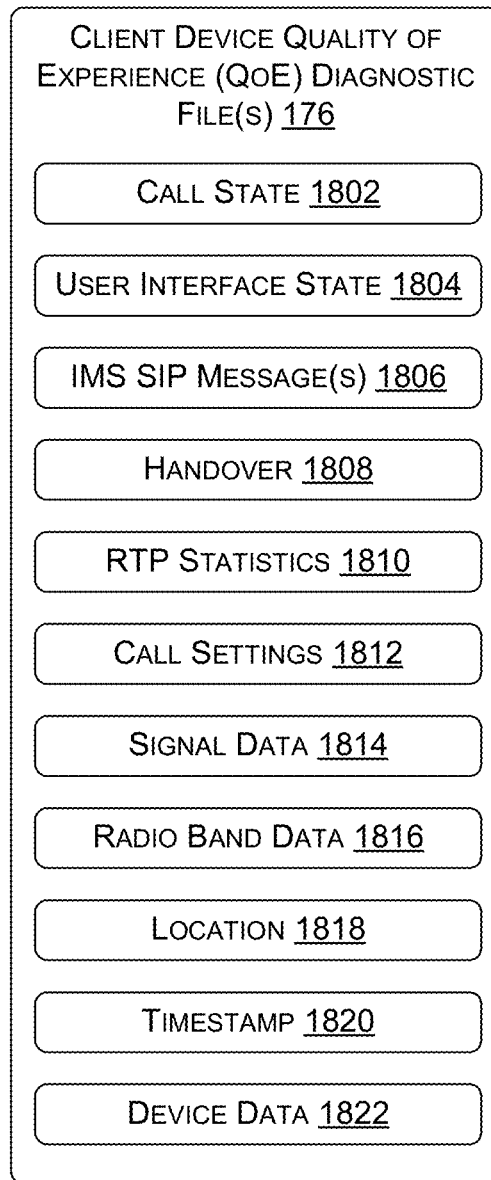 CLIENT DEVICE QUALITY OF
EXPERIENCE (QOE) DIAGNOSTIC
FILE(S) 176
CALL STATE 1802
USER INTERFACE STATE 1804
IMS SIP MESSAGE(S) 1806
HANDOVER 1808
RTP STATISTICS 1810
CALL SETTINGS 1812
SIGNAL DATA 1814
RADIO BAND DATA 1816
LOCATION 1818
TIMESTAMP 1820
DEVICE DATA 1822